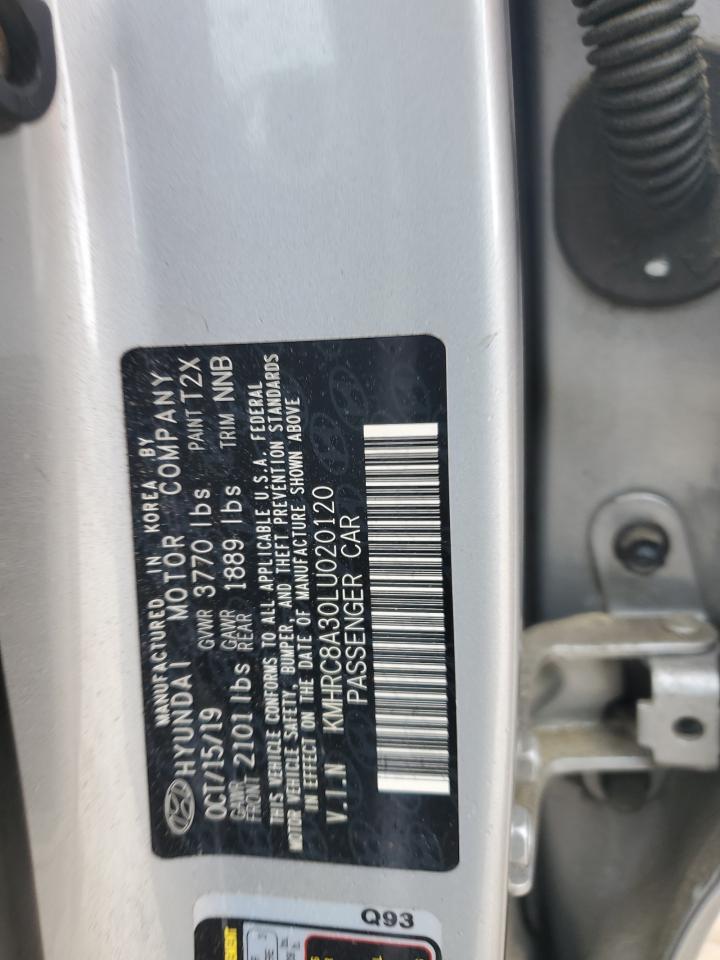 MANUFACTURED IN KOREA BY
HYUNDAI MOTOR COMPANY
OCT/15/19 GVWR 3770 lbs PAINT T2X
GAWR FRONT 2101 lbs GAWR REAR 1889 lbs TRIM NNB
THIS VEHICLE CONFORMS TO ALL APPLICABLE U.S.A. FEDERAL
MOTOR VEHICLE SAFETY, BUMPER, AND THEFT PREVENTION STANDARDS
IN EFFECT ON THE DATE OF MANUFACTURE SHOWN ABOVE
V.I.N KMHRC8A30LU020120
PASSENGER CAR
Q93